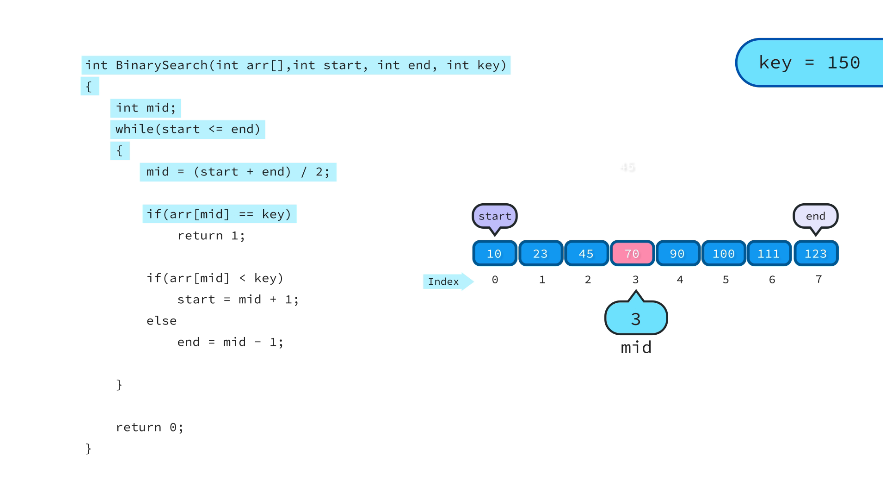 int BinarySearch(int arr[],int start, int end, int key)
{
int mid;
while(start <= end)
{
mid = (start + end) / 2;
if(arr[mid] == key)
return 1;
if(arr[mid] < key)
start = mid + 1;
else
end = mid - 1;
}
return 0;
}
key = 150
45
start end
10 23 45 70 90 100 111 123
Index 0 1 2 3 4 5 6 7
3
mid